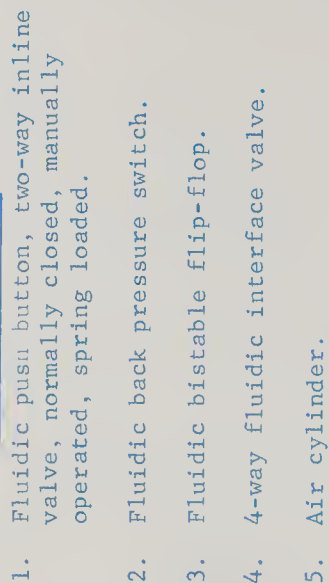 1. Fluidic push button, two-way inline
valve, normally closed, manually
operated, spring loaded.
2. Fluidic back pressure switch.
3. Fluidic bistable flip-flop.
4. 4-way fluidic interface valve.
5. Air cylinder.